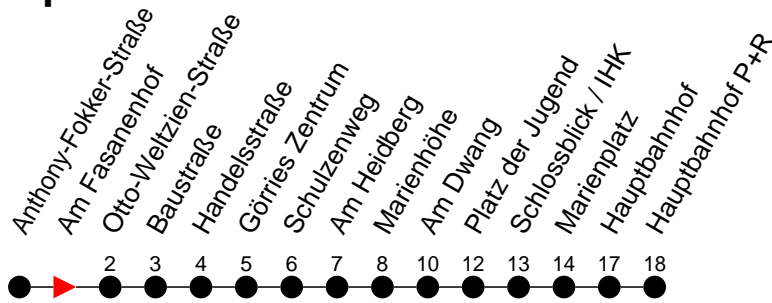 Anthony-Fokker-Straße
Am Fasanenhof
Otto-Weltzien-Straße
Baustraße
Handelsstraße
Görries Zentrum
Schulzenweg
Am Heidberg
Marienhöhe
Am Dwang
Platz der Jugend
Schlossblick / IHK
Marienplatz
Hauptbahnhof
Hauptbahnhof P+R
2 3 4 5 6 7 8 10 12 13 14 17 18